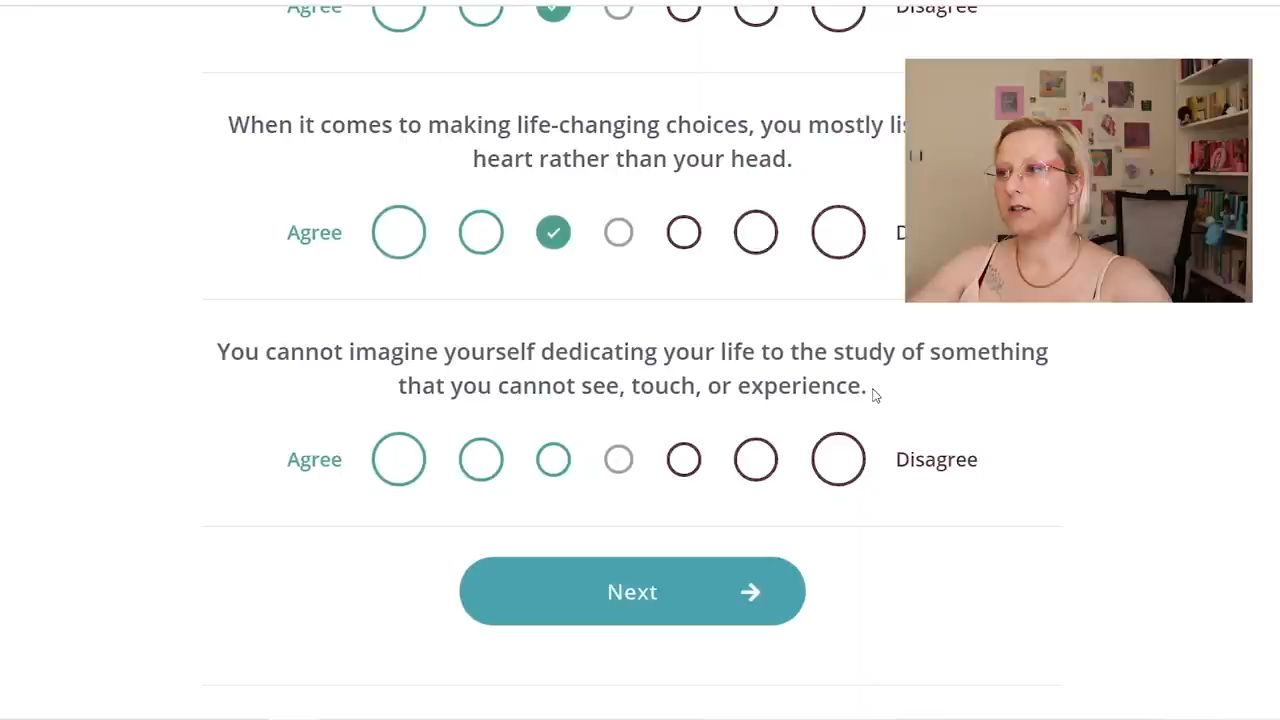 Agree Disagree
When it comes to making life-changing choices, you mostly
heart rather than your head.
Agree
You cannot imagine yourself dedicating your life to the study of something
that you cannot see, touch, or experience.
Agree Disagree
Next